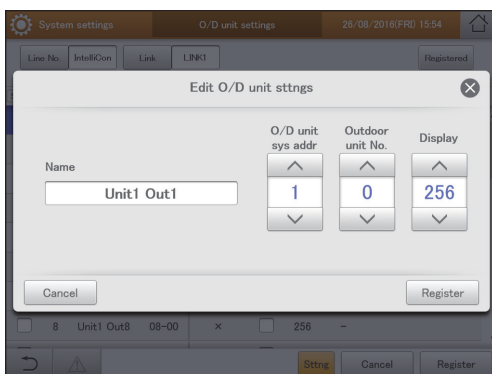 System settings O/D unit settings 26/08/2016(FRI) 15:54
Line No. IntelliCon Link LINK1 Registered
Edit O/D unit sttngs
O/D unit sys addr
Outdoor unit No.
Display
Name
Unit1 Out1 1 0 256
Cancel Register
8 Unit1 Out8 08-00 × 256 −
Sttng Cancel Register